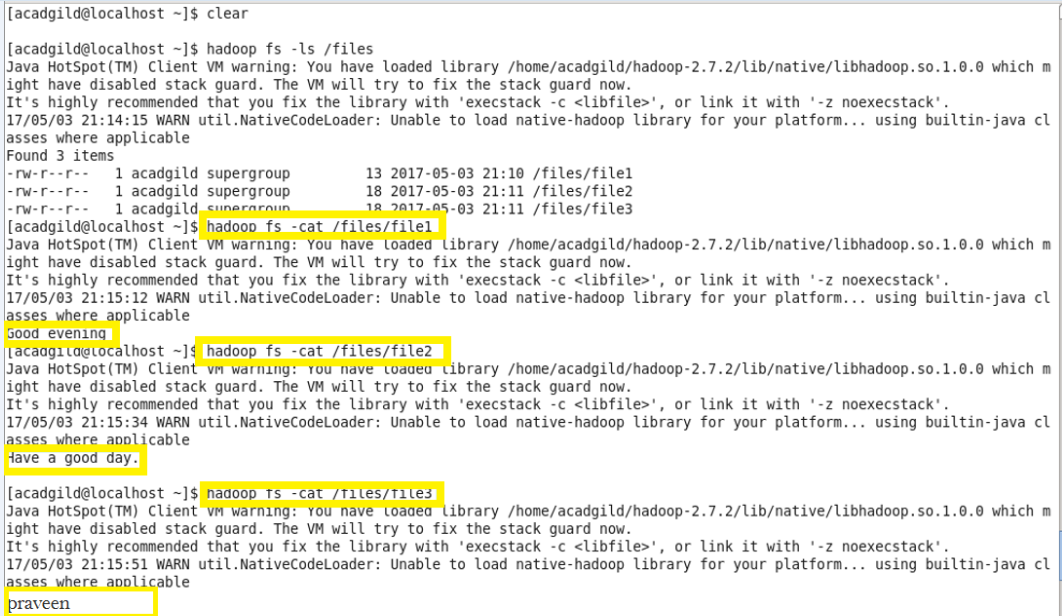 [acadgild@localhost ~]$ clear
[acadgild@localhost ~]$ hadoop fs -ls /files
Java HotSpot(TM) Client VM warning: You have loaded library /home/acadgild/hadoop-2.7.2/lib/native/libhadoop.so.1.0.0 which m
ight have disabled stack guard. The VM will try to fix the stack guard now.
It's highly recommended that you fix the library with 'execstack -c <libfile>', or link it with '-z noexecstack'.
17/05/03 21:14:15 WARN util.NativeCodeLoader: Unable to load native-hadoop library for your platform... using builtin-java cl
asses where applicable
Found 3 items
-rw-r--r--   1 acadgild supergroup         13 2017-05-03 21:10 /files/file1
-rw-r--r--   1 acadgild supergroup         18 2017-05-03 21:11 /files/file2
-rw-r--r--   1 acadgild supergroup         18 2017-05-03 21:11 /files/file3
[acadgild@localhost ~]$ hadoop fs -cat /files/file1
Java HotSpot(TM) Client VM warning: You have loaded library /home/acadgild/hadoop-2.7.2/lib/native/libhadoop.so.1.0.0 which m
ight have disabled stack guard. The VM will try to fix the stack guard now.
It's highly recommended that you fix the library with 'execstack -c <libfile>', or link it with '-z noexecstack'.
17/05/03 21:15:12 WARN util.NativeCodeLoader: Unable to load native-hadoop library for your platform... using builtin-java cl
asses where applicable
Good evening
[acadgild@localhost ~]$ hadoop fs -cat /files/file2
Java HotSpot(TM) Client VM warning: You have loaded library /home/acadgild/hadoop-2.7.2/lib/native/libhadoop.so.1.0.0 which m
ight have disabled stack guard. The VM will try to fix the stack guard now.
It's highly recommended that you fix the library with 'execstack -c <libfile>', or link it with '-z noexecstack'.
17/05/03 21:15:34 WARN util.NativeCodeLoader: Unable to load native-hadoop library for your platform... using builtin-java cl
asses where applicable
Have a good day.
[acadgild@localhost ~]$ hadoop fs -cat /files/file3
Java HotSpot(TM) Client VM warning: You have loaded library /home/acadgild/hadoop-2.7.2/lib/native/libhadoop.so.1.0.0 which m
ight have disabled stack guard. The VM will try to fix the stack guard now.
It's highly recommended that you fix the library with 'execstack -c <libfile>', or link it with '-z noexecstack'.
17/05/03 21:15:51 WARN util.NativeCodeLoader: Unable to load native-hadoop library for your platform... using builtin-java cl
asses where applicable
praveen